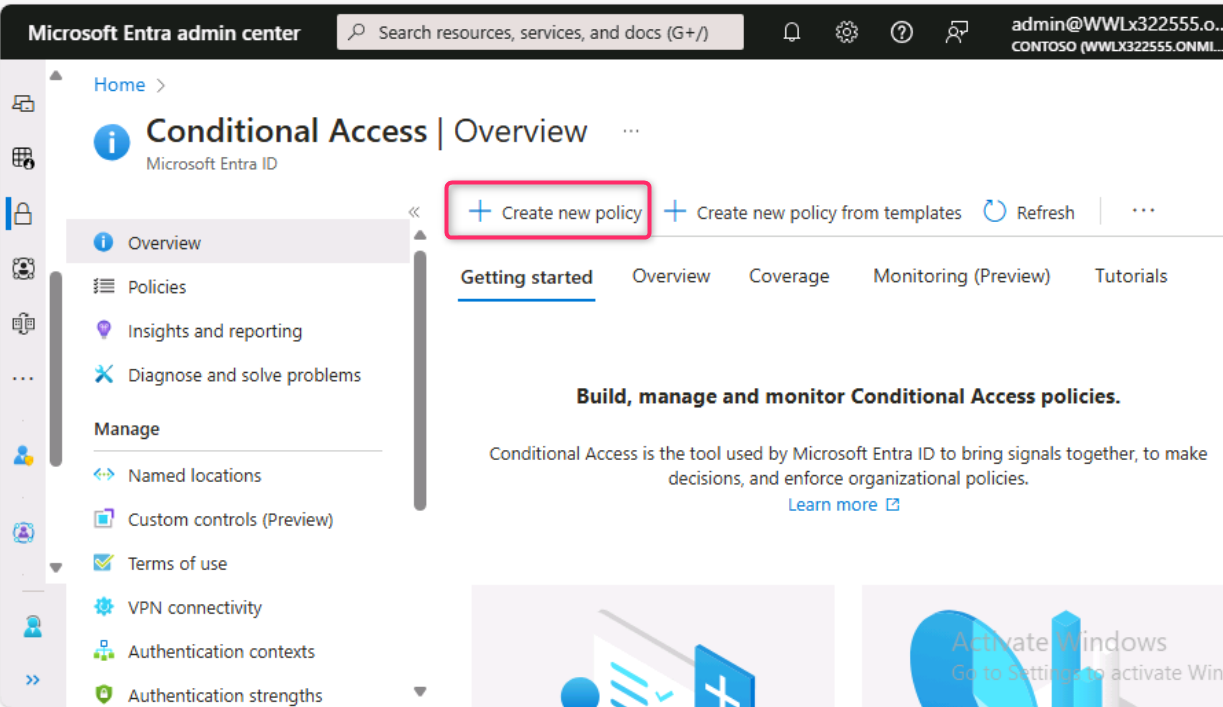 Microsoft Entra admin center
Search resources, services, and docs (G+/)
admin@WWLx322555.o...
CONTOSO (WWLX322555.ONMI...
Home >
Conditional Access | Overview ...
Microsoft Entra ID
«
+ Create new policy
+ Create new policy from templates
Refresh
...
Overview
Policies
Insights and reporting
Diagnose and solve problems
Manage
Named locations
Custom controls (Preview)
Terms of use
VPN connectivity
Authentication contexts
Authentication strengths
Getting started
Overview
Coverage
Monitoring (Preview)
Tutorials
Build, manage and monitor Conditional Access policies.
Conditional Access is the tool used by Microsoft Entra ID to bring signals together, to make
decisions, and enforce organizational policies.
Learn more
Activate Windows
Go to Settings to activate Win